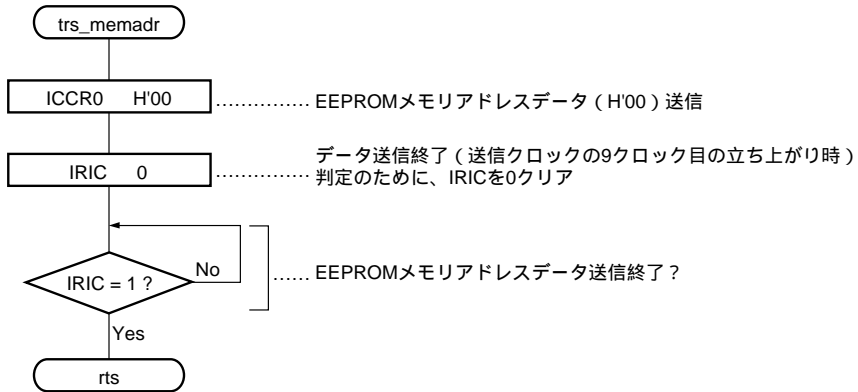 trs_memadr
ICCR0 H'00 ............... EEPROMメモリアドレスデータ（H'00）送信
データ送信終了（送信クロックの9クロック目の立ち上がり時）
IRIC 0 ............... 判定のために、IRICを0クリア
No
IRIC = 1 ? ...... EEPROMメモリアドレスデータ送信終了？
Yes
rts